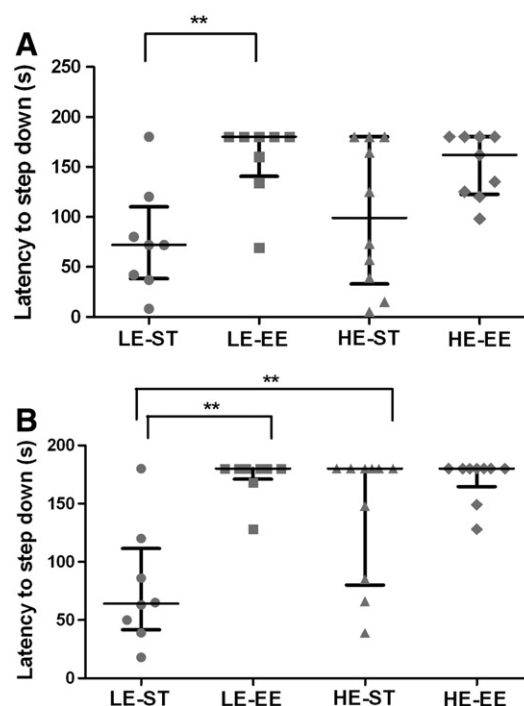 **
A
Latency to step down (s)
250
200
150
100
50
0
LE-ST LE-EE HE-ST HE-EE
**
**
B
Latency to step down (s)
200
150
100
50
0
LE-ST LE-EE HE-ST HE-EE